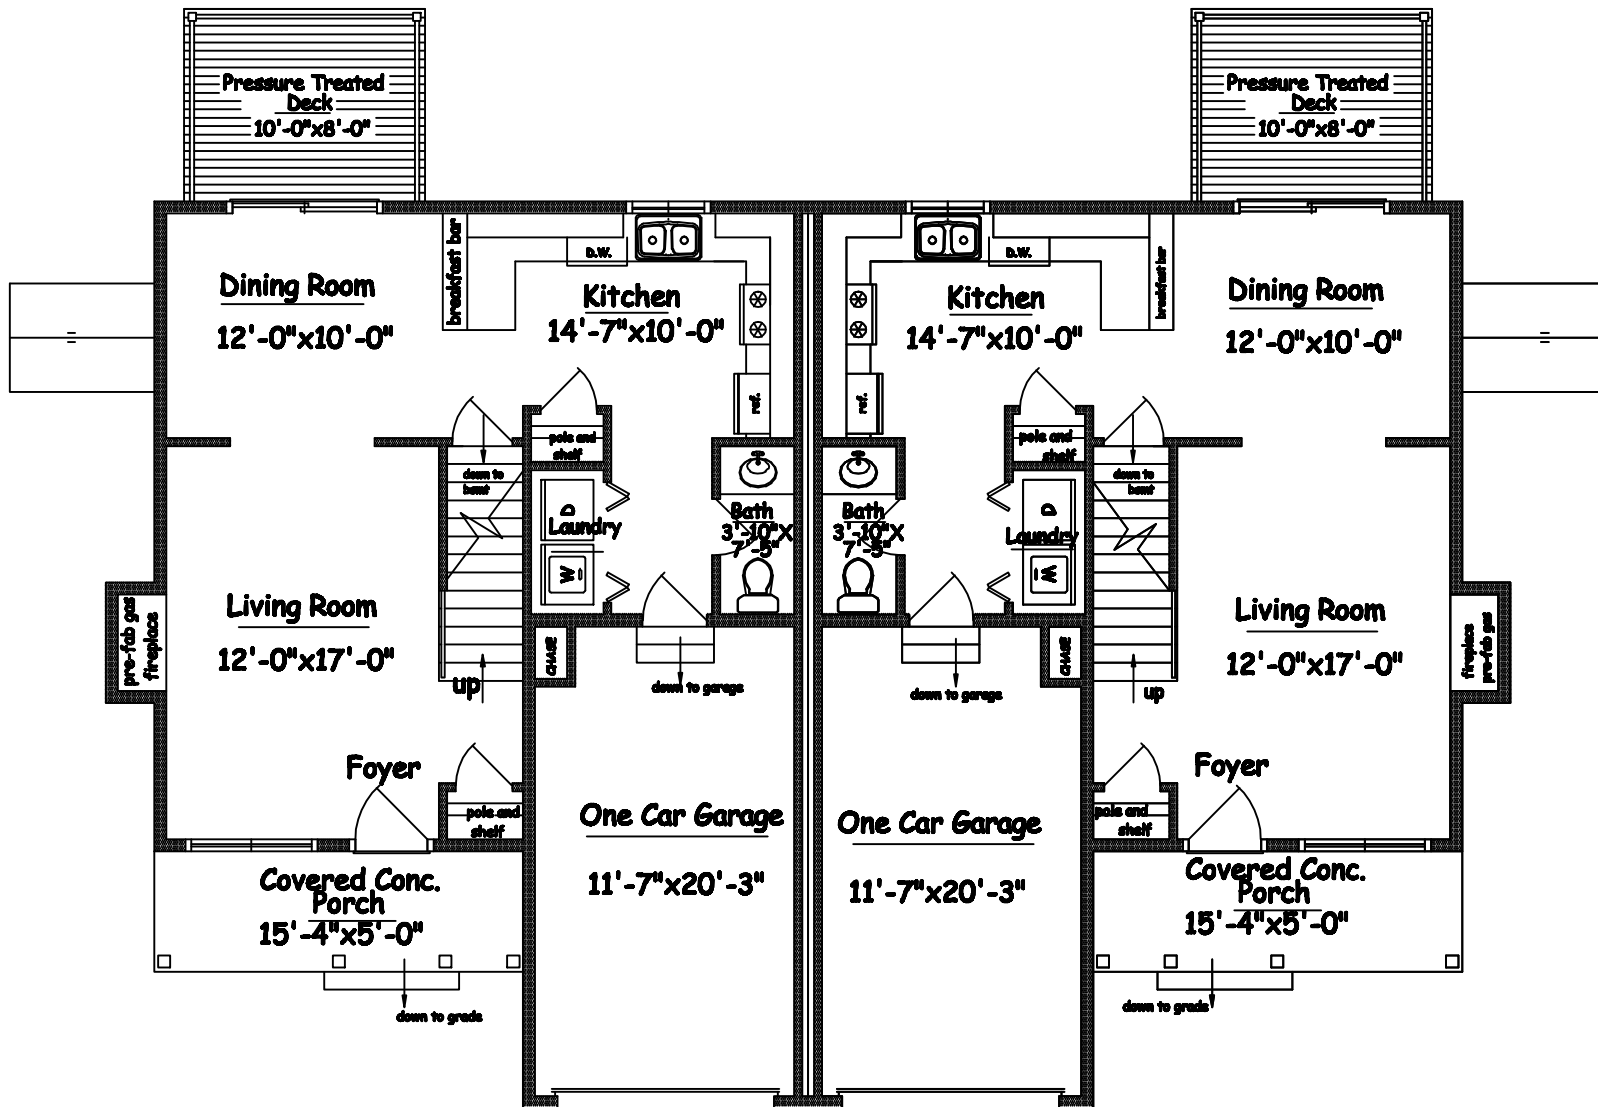 Pressure Treated
Deck
10'-0"x8'-0"
Pressure Treated
Deck
10'-0"x8'-0"
breakfast bar
D.W.
Dining Room
12'-0"x10'-0"
Kitchen
14'-7"x10'-0"
ref.
pole and
shelf
down to
bsmt
D
Laundry
W
Bath
3'-10"X
7'-5"
Living Room
12'-0"x17'-0"
pre-fab gas
fireplace
up
CHASE
down to garage
Foyer
pole and
shelf
One Car Garage
11'-7"x20'-3"
Covered Conc.
Porch
15'-4"x5'-0"
down to grade
D.W.
breakfast bar
Kitchen
14'-7"x10'-0"
Dining Room
12'-0"x10'-0"
ref.
pole and
shelf
down to
bsmt
Bath
3'-10"X
7'-5"
D
Laundry
W
Living Room
12'-0"x17'-0"
fireplace
pre-fab gas
CHASE
up
down to garage
Foyer
pole and
shelf
One Car Garage
11'-7"x20'-3"
Covered Conc.
Porch
15'-4"x5'-0"
down to grade